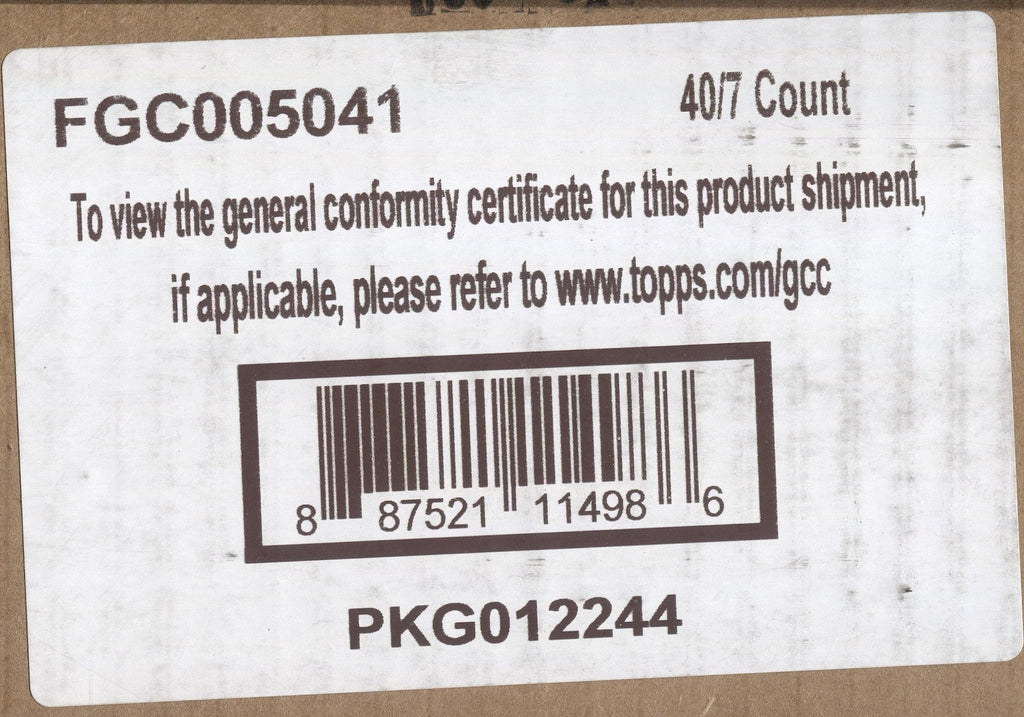 FGC005041
40/7 Count
To view the general conformity certificate for this product shipment,
if applicable, please refer to www.topps.com/gcc
8 87521 11498 6
PKG012244